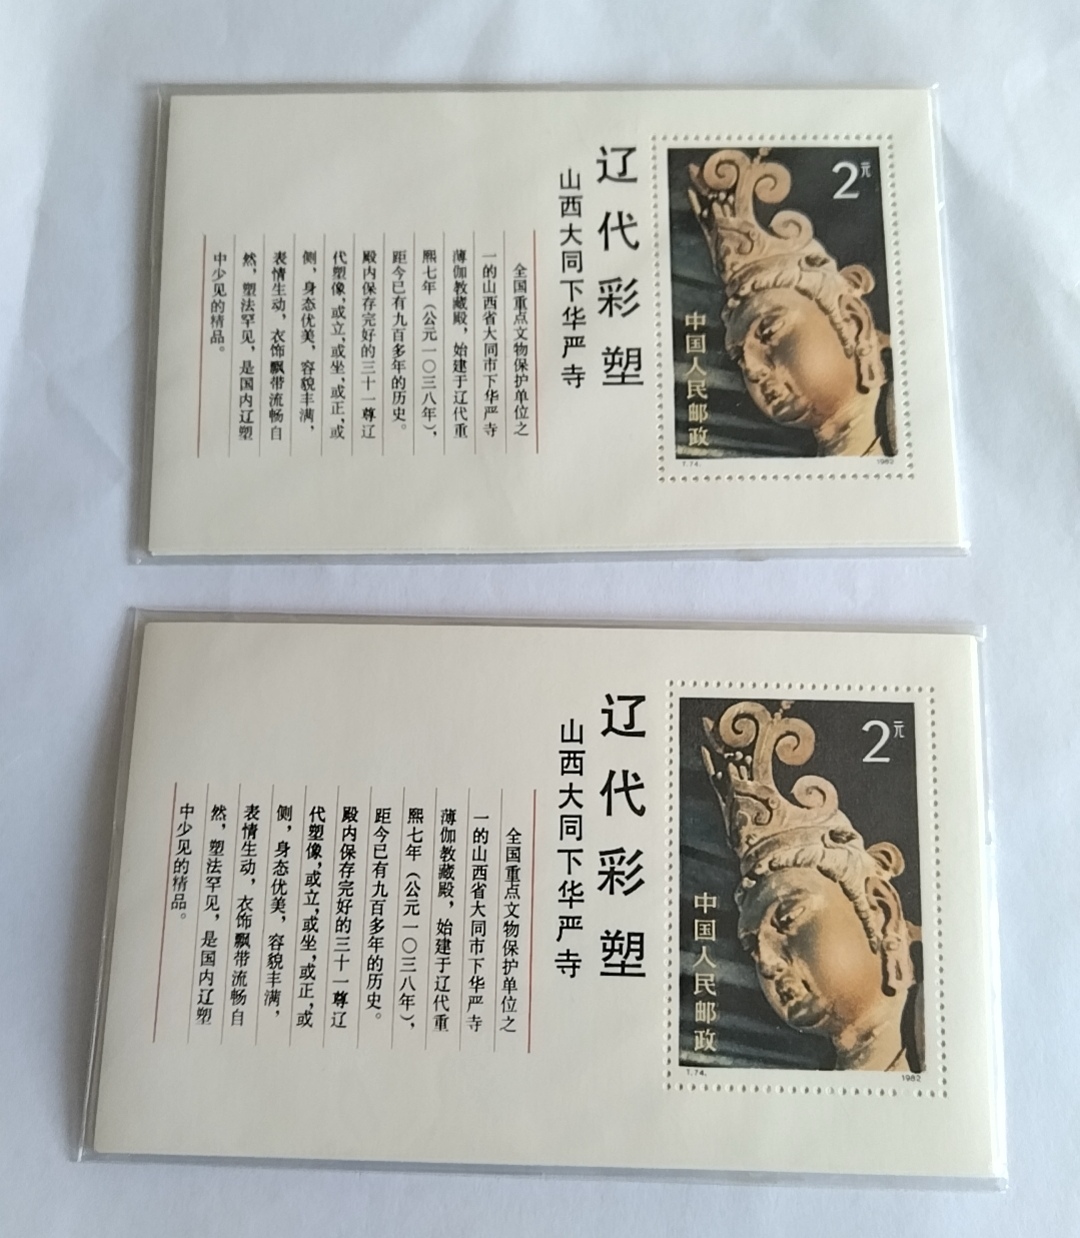 2元
中国人民邮政
T.74.
1982
辽代彩塑
山西大同下华严寺
全国重点文物保护单位之
一的山西省大同市下华严寺
薄伽教藏殿，始建于辽代重
熙七年（公元一〇三八年），
距今已有九百多年的历史。
殿内保存完好的三十一尊辽
代塑像，或立，或坐，或正，或
侧，身态优美，容貌丰满，
表情生动，衣饰飘带流畅自
然，塑法罕见，是国内辽塑
中少见的精品。
2元
中国人民邮政
T.74.
1982
辽代彩塑
山西大同下华严寺
全国重点文物保护单位之
一的山西省大同市下华严寺
薄伽教藏殿，始建于辽代重
熙七年（公元一〇三八年），
距今已有九百多年的历史。
殿内保存完好的三十一尊辽
代塑像，或立，或坐，或正，或
侧，身态优美，容貌丰满，
表情生动，衣饰飘带流畅自
然，塑法罕见，是国内辽塑
中少见的精品。